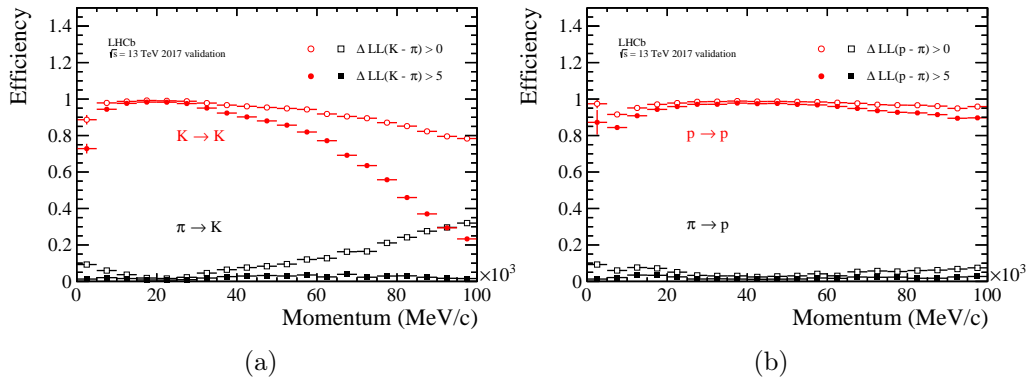 Efficiency
1.4
1.2
1
0.8
0.6
0.4
0.2
0
LHCb
√s = 13 TeV 2017 validation
Δ LL(K - π) > 0
Δ LL(K - π) > 5
K → K
π → K
0 20 40 60 80 100
×10³
Momentum (MeV/c)
(a)
Efficiency
1.4
1.2
1
0.8
0.6
0.4
0.2
0
LHCb
√s = 13 TeV 2017 validation
Δ LL(p - π) > 0
Δ LL(p - π) > 5
p → p
π → p
0 20 40 60 80 100
×10³
Momentum (MeV/c)
(b)